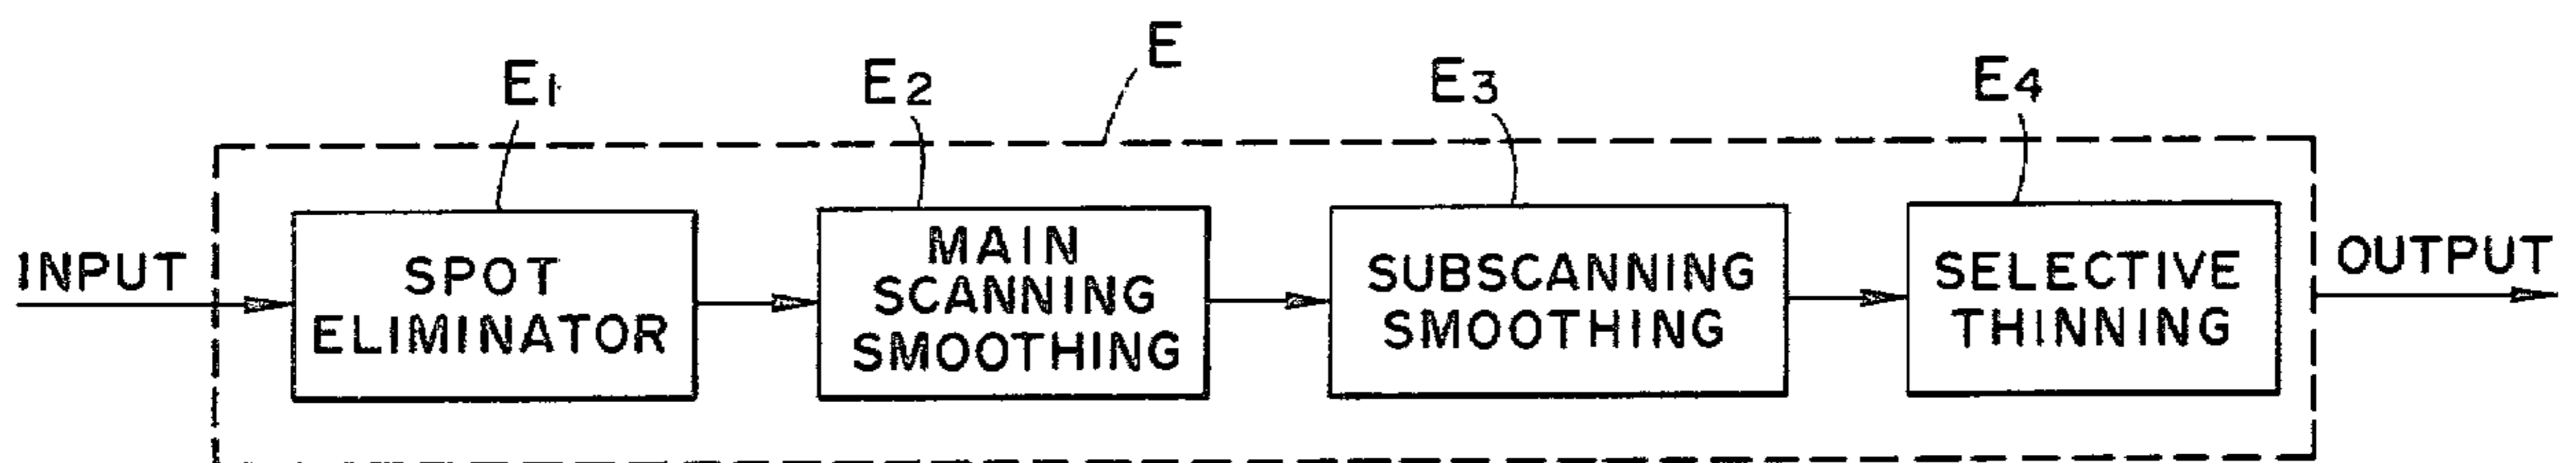 E
E1
E2
E3
E4
INPUT
SPOT
ELIMINATOR
MAIN
SCANNING
SMOOTHING
SUBSCANNING
SMOOTHING
SELECTIVE
THINNING
OUTPUT